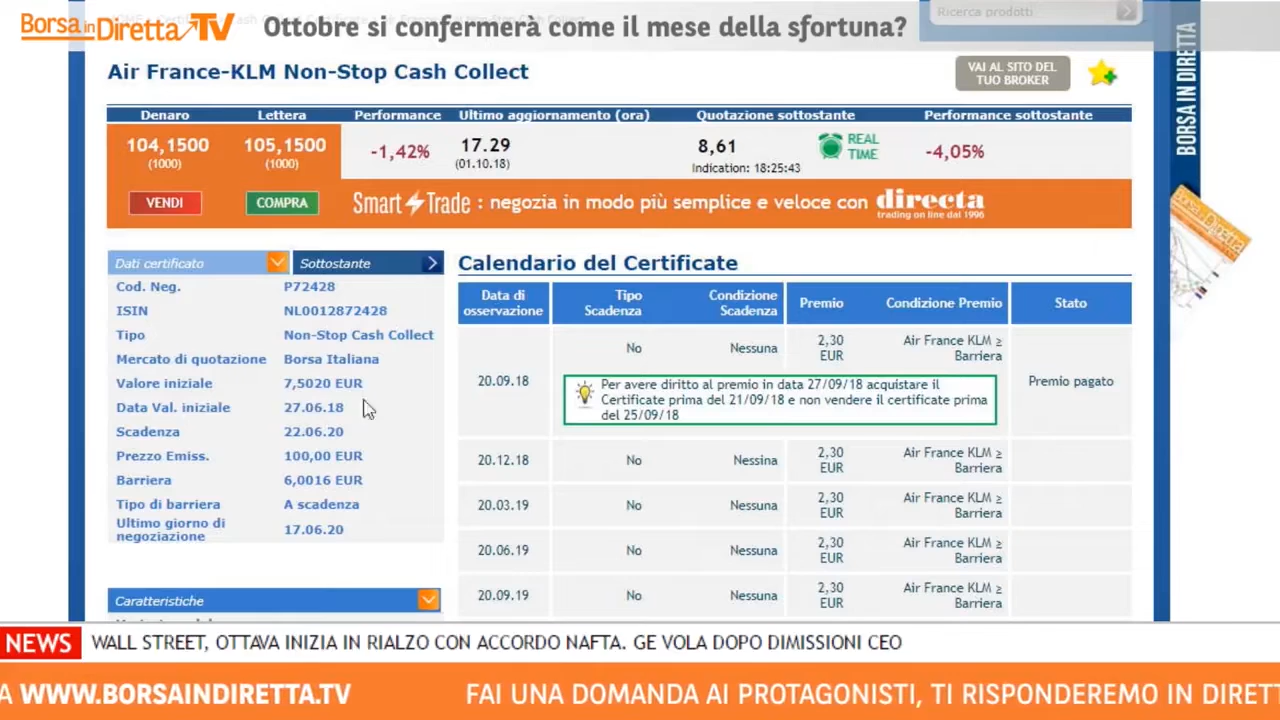 Borsa in Diretta TV
Ottobre si confermerà come il mese della sfortuna?
Ricerca prodotti
Air France-KLM Non-Stop Cash Collect
VAI AL SITO DEL
TUO BROKER
BORSA IN DIRETTA
Denaro Lettera Performance Ultimo aggiornamento (ora) Quotazione sottostante Performance sottostante
104,1500 105,1500 -1,42% 17.29 8,61 REAL TIME -4,05%
(1000) (1000) (01.10.18) Indication: 18:25:43
VENDI COMPRA Smart Trade : negozia in modo più semplice e veloce con directa
trading on line dal 1996
Borsa in Diretta
Dati certificato Sottostante
Cod. Neg. P72428
ISIN NL0012872428
Tipo Non-Stop Cash Collect
Mercato di quotazione Borsa Italiana
Valore iniziale 7,5020 EUR
Data Val. iniziale 27.06.18
Scadenza 22.06.20
Prezzo Emiss. 100,00 EUR
Barriera 6,0016 EUR
Tipo di barriera A scadenza
Ultimo giorno di
negoziazione 17.06.20
Caratteristiche
Calendario del Certificate
Data di osservazione Tipo Scadenza Condizione Scadenza Premio Condizione Premio Stato
20.09.18 No Nessuna 2,30 EUR Air France KLM ≥ Barriera Premio pagato
Per avere diritto al premio in data 27/09/18 acquistare il
Certificate prima del 21/09/18 e non vendere il certificate prima
del 25/09/18
20.12.18 No Nessina 2,30 EUR Air France KLM ≥ Barriera
20.03.19 No Nessuna 2,30 EUR Air France KLM ≥ Barriera
20.06.19 No Nessuna 2,30 EUR Air France KLM ≥ Barriera
20.09.19 No Nessuna 2,30 EUR Air France KLM ≥ Barriera
NEWS WALL STREET, OTTAVA INIZIA IN RIALZO CON ACCORDO NAFTA. GE VOLA DOPO DIMISSIONI CEO
A WWW.BORSAINDIRETTA.TV FAI UNA DOMANDA AI PROTAGONISTI, TI RISPONDEREMO IN DIRETT